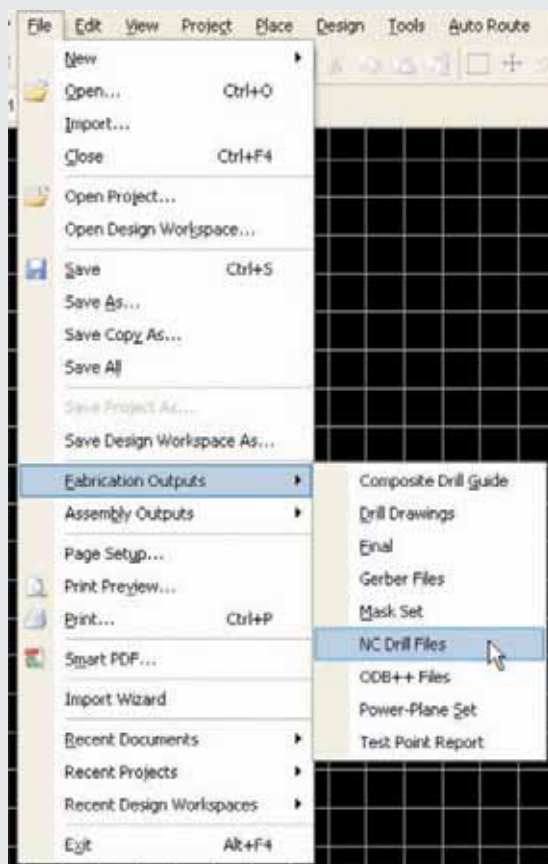 File Edit View Project Place Design Tools Auto Route
New
Open... Ctrl+O
Import...
Close Ctrl+F4
Open Project...
Open Design Workspace...
Save Ctrl+S
Save As...
Save Copy As...
Save All
Save Project As...
Save Design Workspace As...
Fabrication Outputs
Assembly Outputs
Page Setup...
Print Preview...
Print... Ctrl+P
Smart PDF...
Import Wizard
Recent Documents
Recent Projects
Recent Design Workspaces
Exit Alt+F4
Composite Drill Guide
Drill Drawings
Final
Gerber Files
Mask Set
NC Drill Files
ODB++ Files
Power-Plane Set
Test Point Report